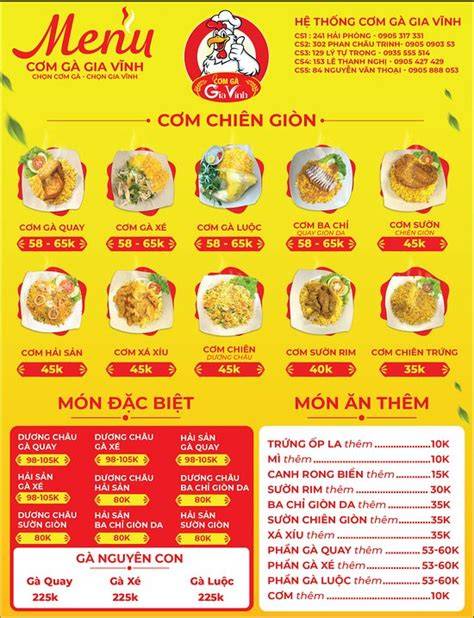 Menu
CƠM GÀ GIA VĨNH
CHỌN CƠM GÀ - CHỌN GIA VĨNH
CƠM GÀ
Gia Vĩnh
HỆ THỐNG CƠM GÀ GIA VĨNH
CS1 : 241 HẢI PHÒNG - 0905 317 331
CS2: 302 PHAN CHÂU TRINH- 0905 0903 53
CS3: 129 LÝ TỰ TRỌNG - 0935 555 514
CS4: 153 LÊ THANH NGHỊ - 0905 427 429
CS5: 84 NGUYỄN VĂN THOẠI - 0905 888 053
CƠM CHIÊN GIÒN
CƠM GÀ QUAY
58 - 65k
CƠM GÀ XÉ
58 - 65k
CƠM GÀ LUỘC
58 - 65k
CƠM BA CHỈ
QUAY GIÒN DA
58 - 65k
CƠM SƯỜN
CHIÊN GIÒN
45k
CƠM HẢI SẢN
45k
CƠM XÁ XÍU
45k
CƠM CHIÊN
DƯƠNG CHÂU
45k
CƠM SƯỜN RIM
40k
CƠM CHIÊN TRỨNG
35k
MÓN ĐẶC BIỆT
DƯƠNG CHÂU
GÀ QUAY
98-105K
DƯƠNG CHÂU
GÀ XÉ
98-105K
HẢI SẢN
GÀ QUAY
98-105K
HẢI SẢN
GÀ XÉ
98-105K
DƯƠNG CHÂU
HẢI SẢN
80K
HẢI SẢN
BA CHỈ GIÒN DA
80K
DƯƠNG CHÂU
SƯỜN GIÒN
80K
DƯƠNG CHÂU
BA CHỈ GIÒN DA
80K
HẢI SẢN
SƯỜN GIÒN
80K
GÀ NGUYÊN CON
Gà Quay
225k
Gà Xé
225k
Gà Luộc
225k
MÓN ĂN THÊM
TRỨNG ỐP LA thêm ....................10K
MÌ thêm ....................10K
CANH RONG BIỂN thêm ..........15K
SƯỜN RIM thêm ....................30K
BA CHỈ GIÒN DA thêm ............35K
SƯỜN CHIÊN GIÒN thêm ........35K
XÁ XÍU thêm ....................35K
PHẦN GÀ QUAY thêm ........53-60K
PHẦN GÀ XÉ thêm ............53-60K
PHẦN GÀ LUỘC thêm .........53-60K
CƠM thêm ....................10K